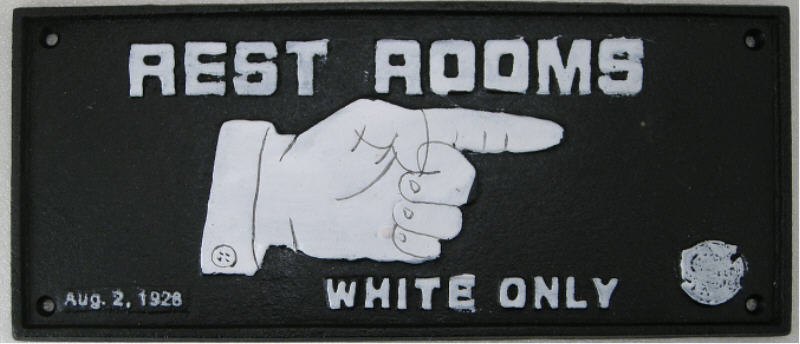 REST ROOMS
WHITE ONLY
Aug. 2, 1928